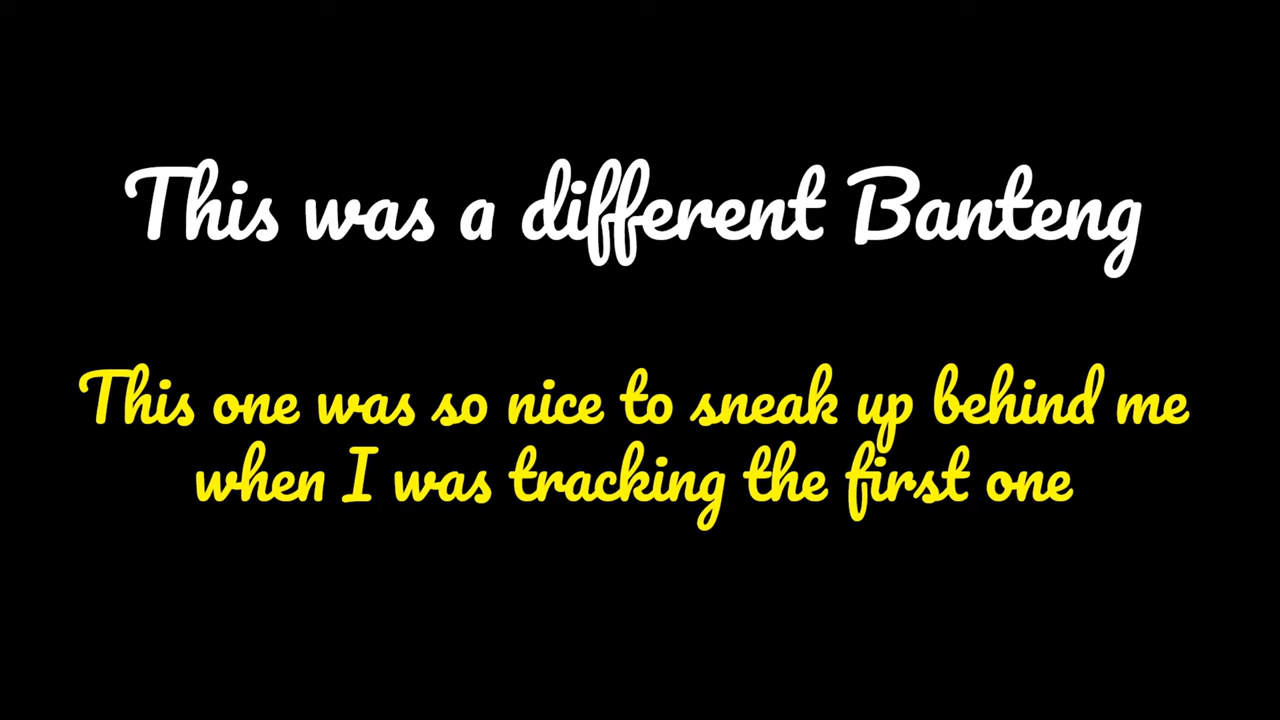 This was a different Banteng
This one was so nice to sneak up behind me
when I was tracking the first one